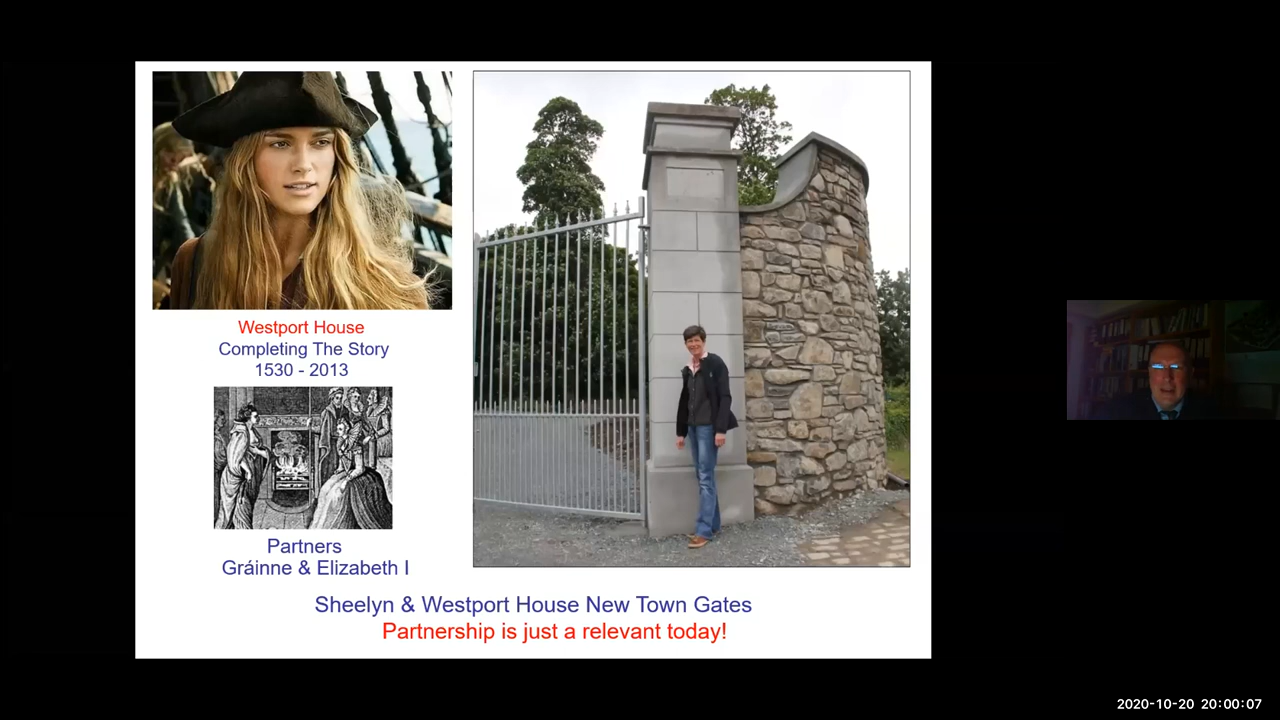 Westport House
Completing The Story
1530 - 2013
Partners
Gráinne & Elizabeth I
Sheelyn & Westport House New Town Gates
Partnership is just a relevant today!
2020-10-20 20:00:07